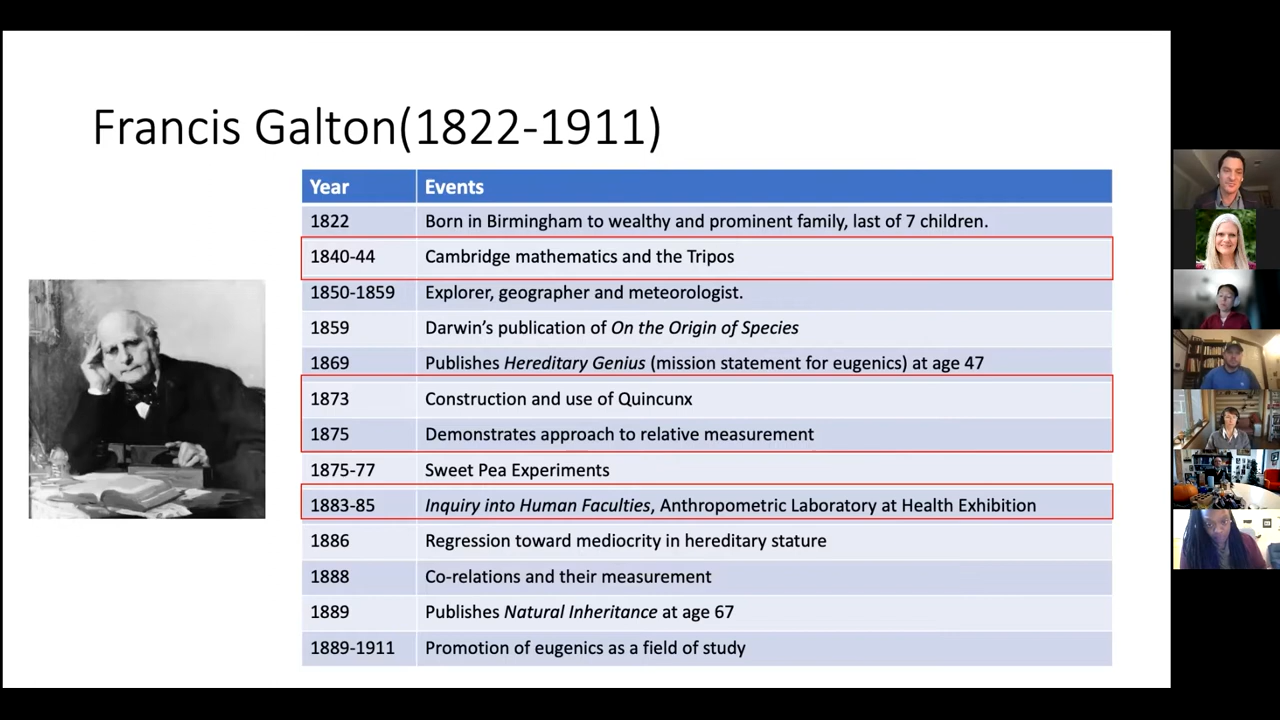 Francis Galton(1822-1911)
Year Events
1822 Born in Birmingham to wealthy and prominent family, last of 7 children.
1840-44 Cambridge mathematics and the Tripos
1850-1859 Explorer, geographer and meteorologist.
1859 Darwin's publication of On the Origin of Species
1869 Publishes Hereditary Genius (mission statement for eugenics) at age 47
1873 Construction and use of Quincunx
1875 Demonstrates approach to relative measurement
1875-77 Sweet Pea Experiments
1883-85 Inquiry into Human Faculties, Anthropometric Laboratory at Health Exhibition
1886 Regression toward mediocrity in hereditary stature
1888 Co-relations and their measurement
1889 Publishes Natural Inheritance at age 67
1889-1911 Promotion of eugenics as a field of study